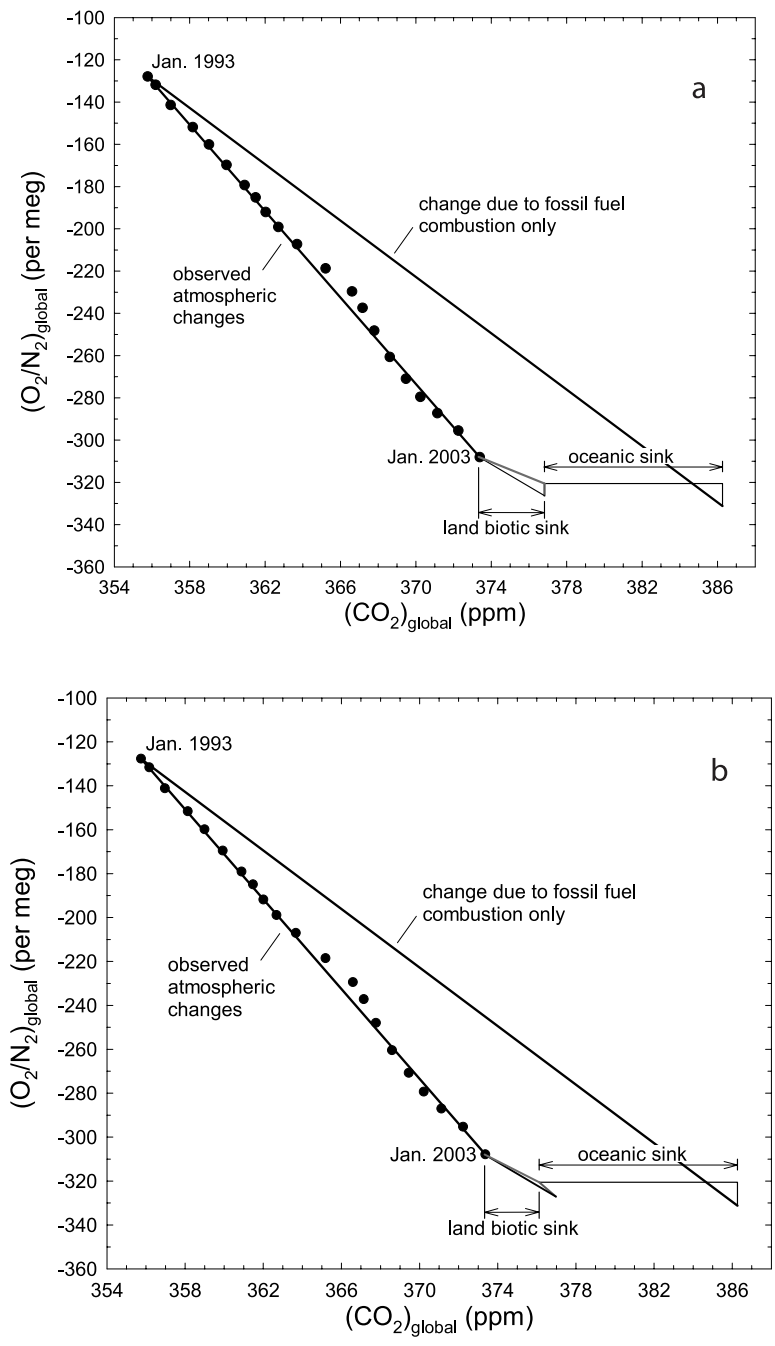 -100
-120
-140
-160
-180
-200
-220
-240
-260
-280
-300
-320
-340
-360
(O₂/N₂)global (per meg)
Jan. 1993
a
change due to fossil fuel
combustion only
observed
atmospheric
changes
Jan. 2003
oceanic sink
land biotic sink
354 358 362 366 370 374 378 382 386
(CO₂)global (ppm)
-100
-120
-140
-160
-180
-200
-220
-240
-260
-280
-300
-320
-340
-360
(O₂/N₂)global (per meg)
Jan. 1993
b
change due to fossil fuel
combustion only
observed
atmospheric
changes
Jan. 2003
oceanic sink
land biotic sink
354 358 362 366 370 374 378 382 386
(CO₂)global (ppm)